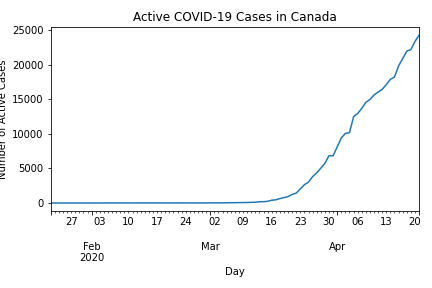 Active COVID-19 Cases in Canada
Number of Active Cases
25000
20000
15000
10000
5000
0
27 03 10 17 24 02 09 16 23 30 06 13 20
Feb Mar Apr
2020
Day